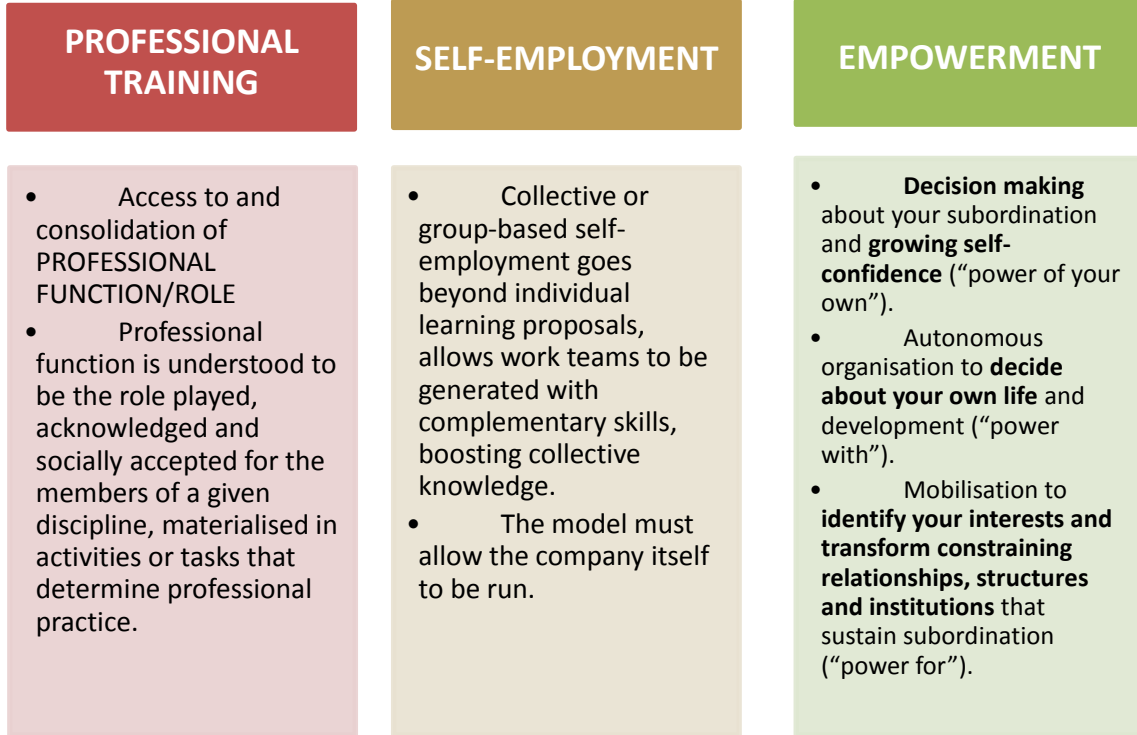 PROFESSIONAL
TRAINING
• Access to and
consolidation of
PROFESSIONAL
FUNCTION/ROLE
• Professional
function is understood to
be the role played,
acknowledged and
socially accepted for the
members of a given
discipline, materialised in
activities or tasks that
determine professional
practice.
SELF-EMPLOYMENT
• Collective or
group-based self-
employment goes
beyond individual
learning proposals,
allows work teams to be
generated with
complementary skills,
boosting collective
knowledge.
• The model must
allow the company itself
to be run.
EMPOWERMENT
• Decision making
about your subordination
and growing self-
confidence (“power of your
own”).
• Autonomous
organisation to decide
about your own life and
development (“power
with”).
• Mobilisation to
identify your interests and
transform constraining
relationships, structures
and institutions that
sustain subordination
(“power for”).